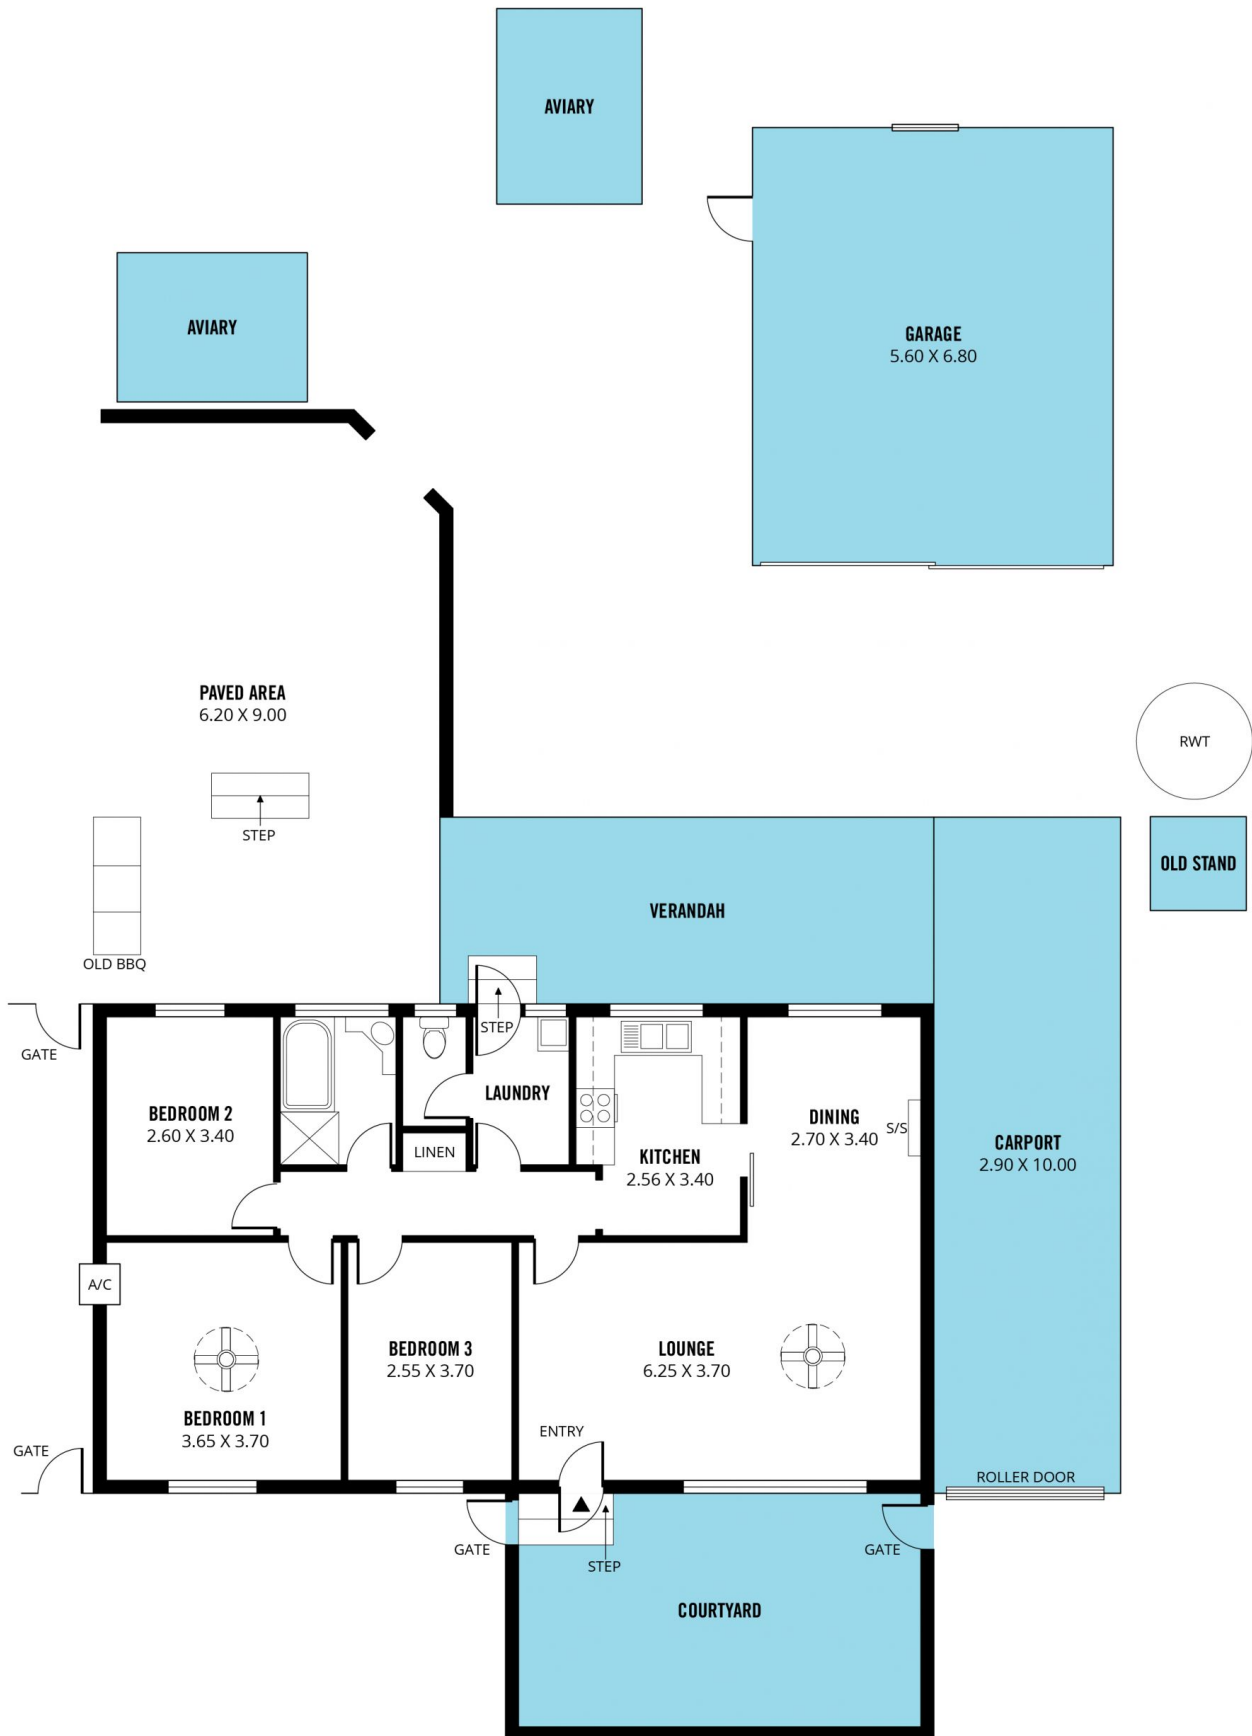 AVIARY
AVIARY
GARAGE
5.60 X 6.80
PAVED AREA
6.20 X 9.00
STEP
RWT
OLD STAND
VERANDAH
OLD BBQ
GATE
STEP
LAUNDRY
BEDROOM 2
2.60 X 3.40
LINEN
KITCHEN
2.56 X 3.40
DINING
2.70 X 3.40
S/S
CARPORT
2.90 X 10.00
A/C
BEDROOM 1
3.65 X 3.70
BEDROOM 3
2.55 X 3.70
LOUNGE
6.25 X 3.70
ENTRY
GATE
ROLLER DOOR
GATE
STEP
GATE
COURTYARD